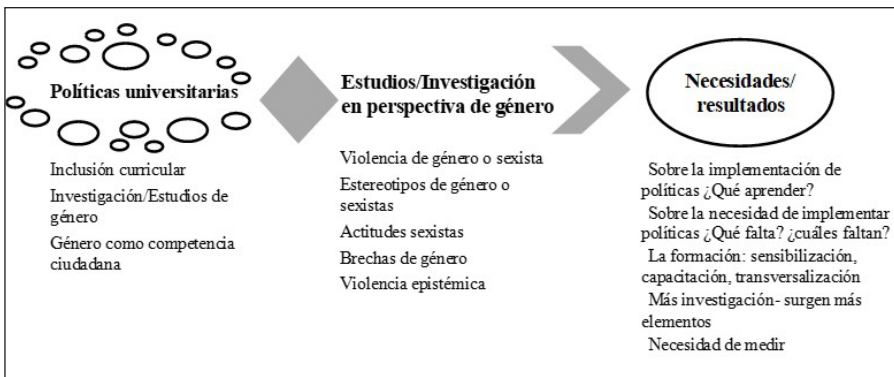 Políticas universitarias
Inclusión curricular
Investigación/Estudios de
género
Género como competencia
ciudadana
Estudios/Investigación
en perspectiva de género
Violencia de género o sexista
Estereotipos de género o
sexistas
Actitudes sexistas
Brechas de género
Violencia epistémica
Necesidades/
resultados
Sobre la implementación de
políticas ¿Qué aprender?
Sobre la necesidad de implementar
políticas ¿Qué falta? ¿cuáles faltan?
La formación: sensibilización,
capacitación, transversalización
Más investigación- surgen más
elementos
Necesidad de medir